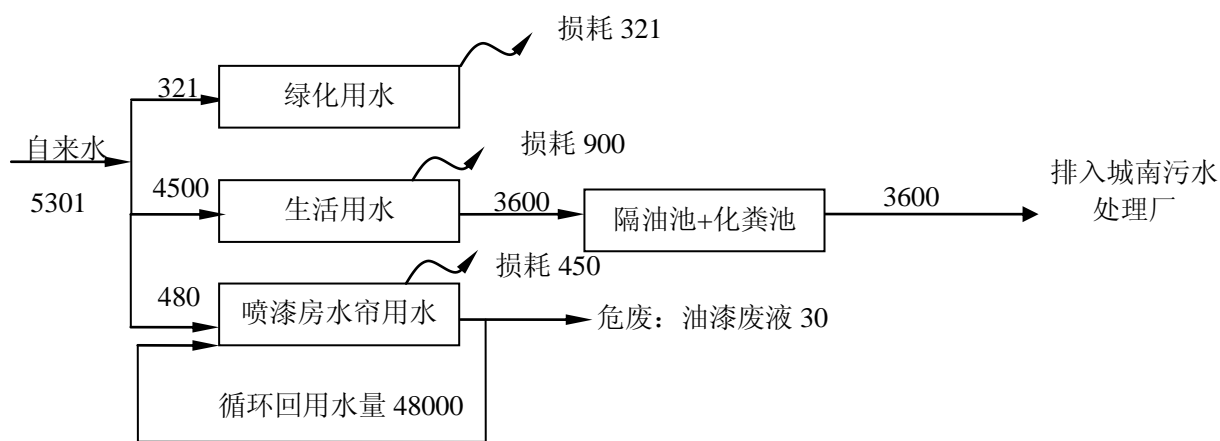 损耗 321
321
绿化用水
自来水
5301
损耗 900
4500
生活用水
3600
隔油池+化粪池
3600
排入城南污水
处理厂
损耗 450
480
喷漆房水帘用水
危废：油漆废液 30
循环回用水量 48000